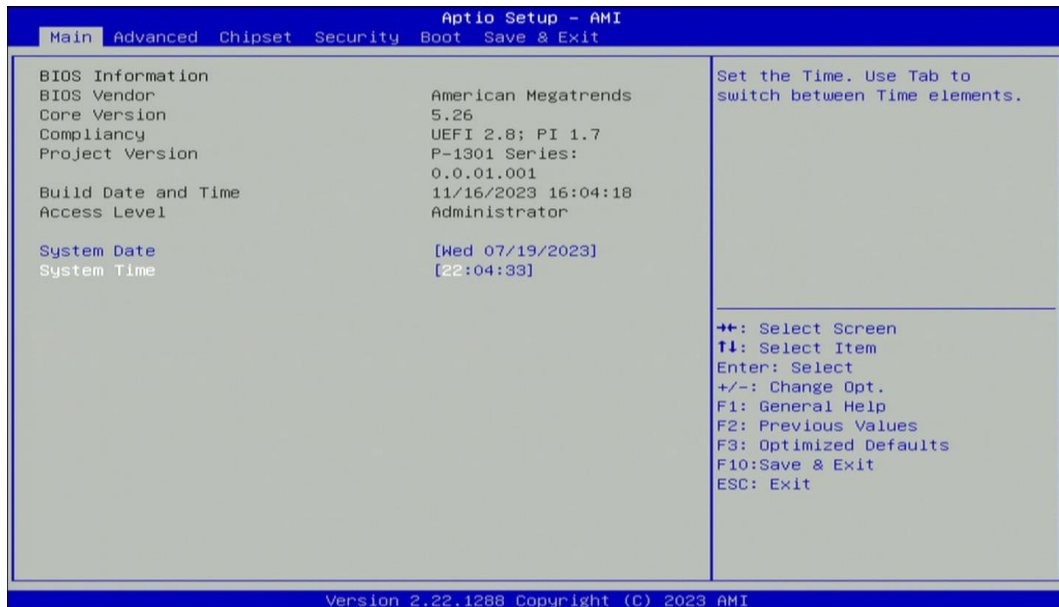 Aptio Setup - AMI
Main Advanced Chipset Security Boot Save & Exit
BIOS Information
BIOS Vendor American Megatrends
Core Version 5.26
Compliancy UEFI 2.8; PI 1.7
Project Version P-1301 Series:
0.0.01.001
Build Date and Time 11/16/2023 16:04:18
Access Level Administrator
System Date [Wed 07/19/2023]
System Time [22:04:33]
Set the Time. Use Tab to
switch between Time elements.
→←: Select Screen
↑↓: Select Item
Enter: Select
+/-: Change Opt.
F1: General Help
F2: Previous Values
F3: Optimized Defaults
F10:Save & Exit
ESC: Exit
Version 2.22.1288 Copyright (C) 2023 AMI